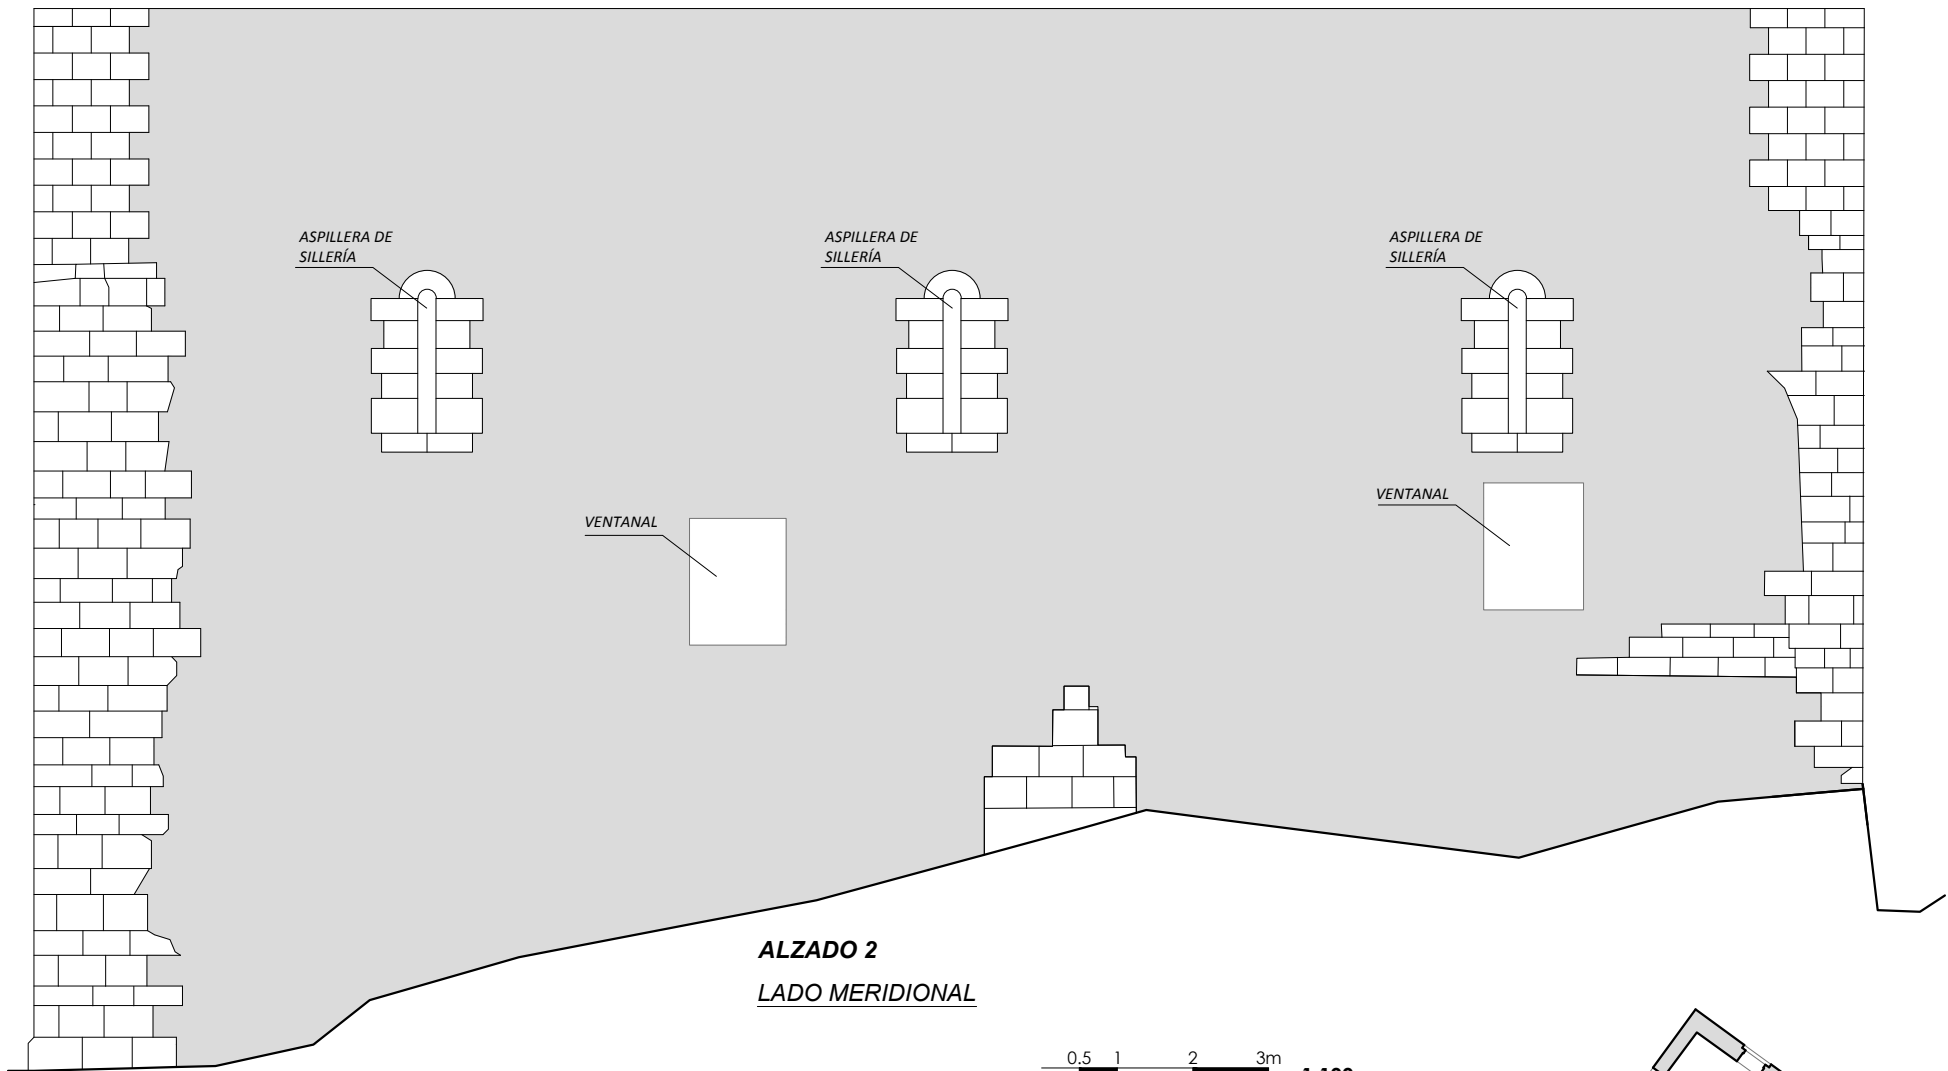 ASPILLERA DE
SILLERÍA
ASPILLERA DE
SILLERÍA
ASPILLERA DE
SILLERÍA
VENTANAL
VENTANAL
ALZADO 2
LADO MERIDIONAL
0.5 1 2 3m